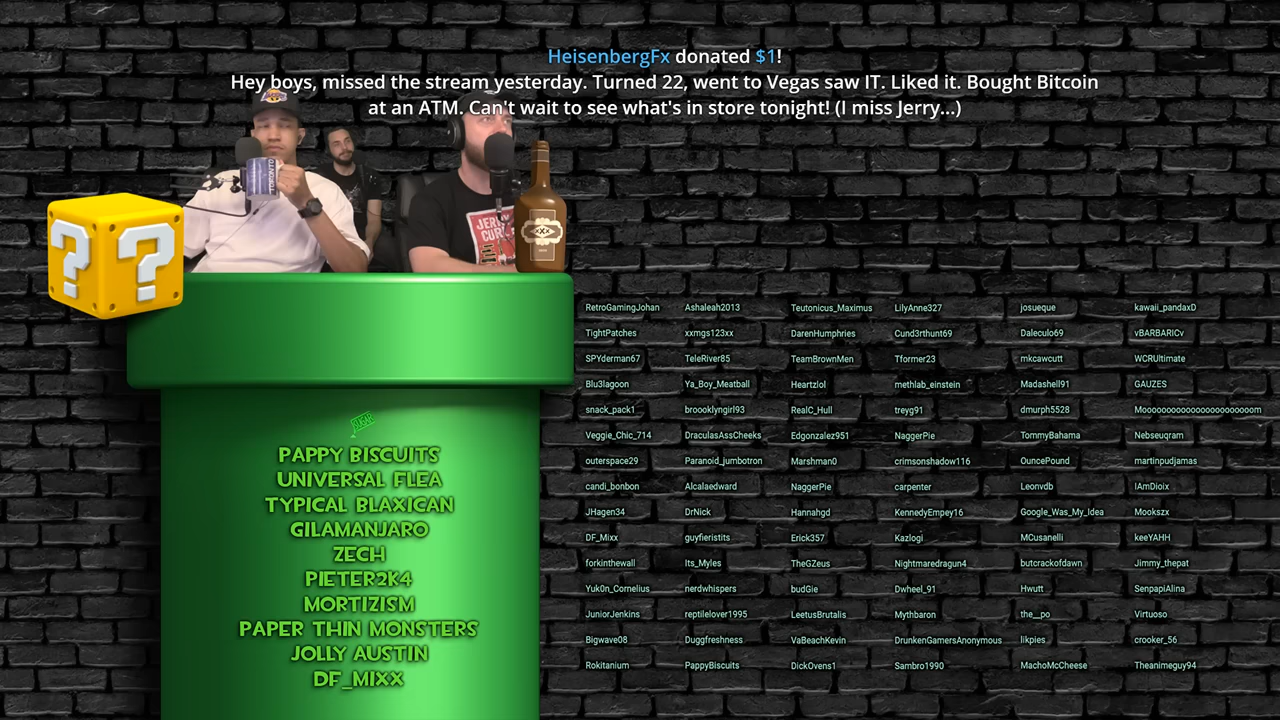 HeisenbergFx donated $1!
Hey boys, missed the stream yesterday. Turned 22, went to Vegas saw IT. Liked it. Bought Bitcoin
at an ATM. Can't wait to see what's in store tonight! (I miss Jerry...)
TORONTO
JERRY
XXX
? ?
PAPPY BISCUITS
UNIVERSAL FLEA
TYPICAL BLAXICAN
GILAMANJARO
ZECH
PIETER2K4
MORTIZISM
PAPER THIN MONSTERS
JOLLY AUSTIN
DF_MIXX
RetroGamingJohan Ashaleah2013 Teutonicus_Maximus LilyAnne327 josueque kawaii_pandaxD
TightPatches xxmgs123xx DarenHumphries Cund3rthunt69 Daleculo69 vBARBARICv
SPYderman67 TeleRiver85 TeamBrownMen Tformer23 mkcawcutt WCRUltimate
Blu3lagoon Ya_Boy_Meatball Heartzlol methlab_einstein Madashell91 GAUZES
snack_pack1 broooklyngirl93 RealC_Hull treyg91 dmurph5528 Mooooooooooooooooooooooom
Veggie_Chic_714 DraculasAssCheeks Edgonzalez951 NaggerPie TommyBahama Nebseuqram
outerspace29 Paranoid_jumbotron Marshman0 crimsonshadow116 OuncePound martinpudjamas
candi_bonbon Alcalaedward NaggerPie carpenter Leonvdb IAmDioix
JHagen34 DrNick Hannahgd KennedyEmpey16 Google_Was_My_Idea Mookszx
DF_Mixx guyfieristits Erick357 Kazlogi MCusanelli keeYAHH
forkinthewall Its_Myles TheGZeus Nightmaredragun4 butcrackofdawn Jimmy_thepat
Yuk0n_Cornelius nerdwhispers budGie Dwheel_91 Hwutt SenpapiAlina
JuniorJenkins reptilelover1995 LeetusBrutalis Mythbaron the__po Virtuoso
Bigwave08 Duggfreshness VaBeachKevin DrunkenGamersAnonymous likpies crooker_56
Rokitanium PappyBiscuits DickOvens1 Sambro1990 MachoMcCheese Theanimeguy94